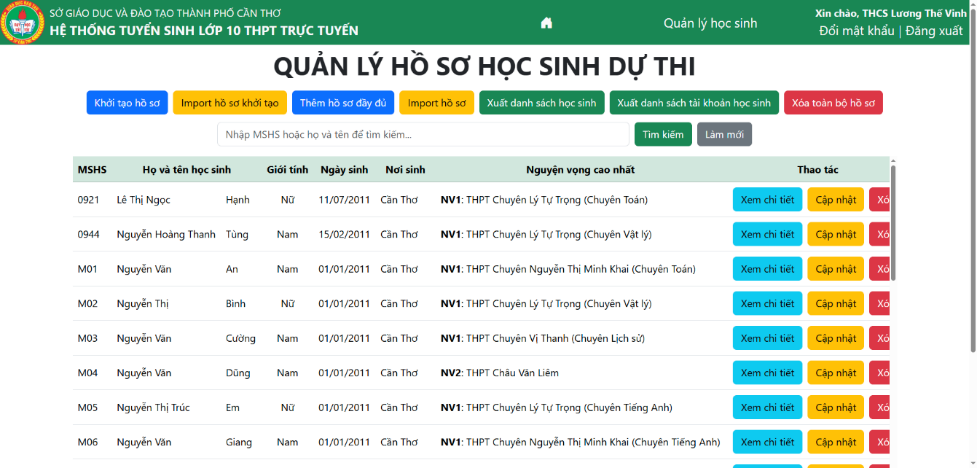 SỞ GIÁO DỤC VÀ ĐÀO TẠO THÀNH PHỐ CẦN THƠ
HỆ THỐNG TUYỂN SINH LỚP 10 THPT TRỰC TUYẾN
Quản lý học sinh
Xin chào, THCS Lương Thế Vinh
Đổi mật khẩu | Đăng xuất
QUẢN LÝ HỒ SƠ HỌC SINH DỰ THI
Khởi tạo hồ sơ Import hồ sơ khởi tạo Thêm hồ sơ đầy đủ Import hồ sơ Xuất danh sách học sinh Xuất danh sách tài khoản học sinh Xóa toàn bộ hồ sơ
Nhập MSHS hoặc họ và tên để tìm kiếm... Tìm kiếm Làm mới
MSHS Họ và tên học sinh Giới tính Ngày sinh Nơi sinh Nguyện vọng cao nhất Thao tác
0921 Lê Thị Ngọc Hạnh Nữ 11/07/2011 Cần Thơ NV1: THPT Chuyên Lý Tự Trọng (Chuyên Toán) Xem chi tiết Cập nhật Xó
0944 Nguyễn Hoàng Thanh Tùng Nam 15/02/2011 Cần Thơ NV1: THPT Chuyên Lý Tự Trọng (Chuyên Vật lý) Xem chi tiết Cập nhật Xó
M01 Nguyễn Văn An Nam 01/01/2011 Cần Thơ NV1: THPT Chuyên Nguyễn Thị Minh Khai (Chuyên Toán) Xem chi tiết Cập nhật Xó
M02 Nguyễn Thị Bình Nữ 01/01/2011 Cần Thơ NV1: THPT Chuyên Lý Tự Trọng (Chuyên Vật lý) Xem chi tiết Cập nhật Xó
M03 Nguyễn Văn Cường Nam 01/01/2011 Cần Thơ NV1: THPT Chuyên Vị Thanh (Chuyên Lịch sử) Xem chi tiết Cập nhật Xó
M04 Nguyễn Văn Dũng Nam 01/01/2011 Cần Thơ NV2: THPT Châu Văn Liêm Xem chi tiết Cập nhật Xó
M05 Nguyễn Thị Trúc Em Nữ 01/01/2011 Cần Thơ NV1: THPT Chuyên Lý Tự Trọng (Chuyên Tiếng Anh) Xem chi tiết Cập nhật Xó
M06 Nguyễn Văn Giang Nam 01/01/2011 Cần Thơ NV1: THPT Chuyên Nguyễn Thị Minh Khai (Chuyên Tiếng Anh) Xem chi tiết Cập nhật Xó